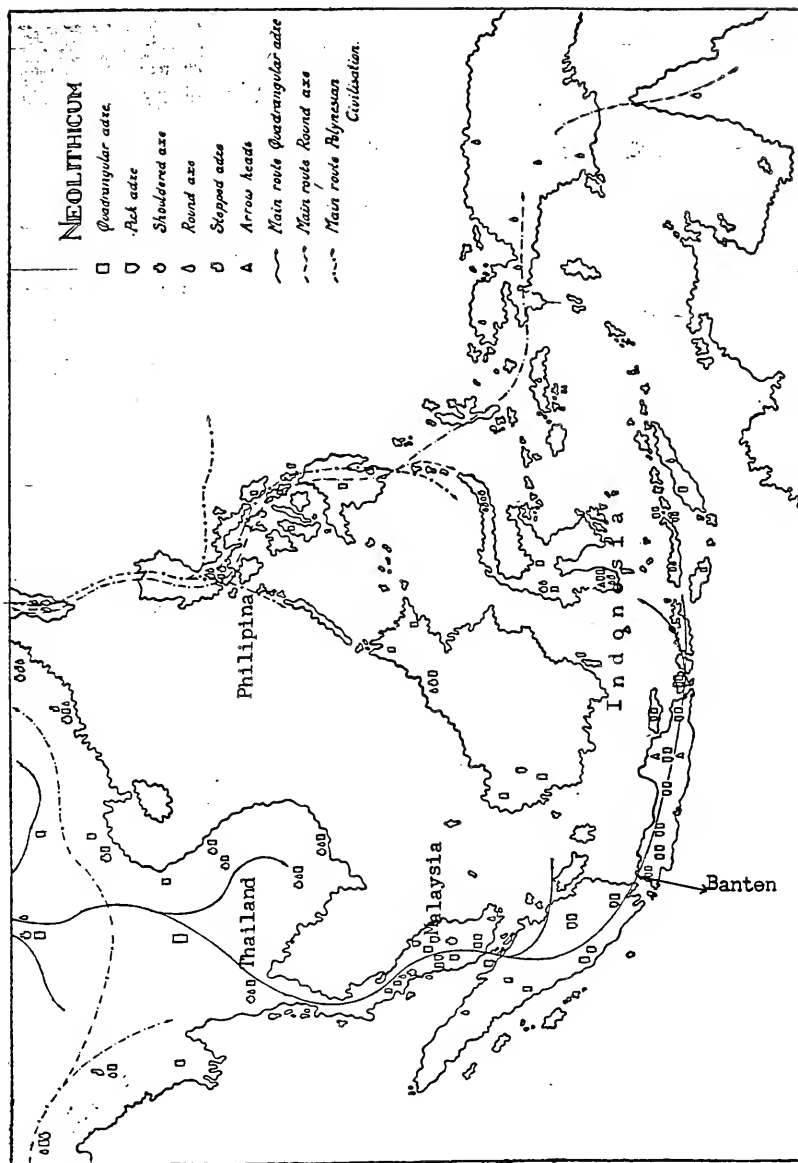 NEOLITHICUM
Quadrangular adze
Pick adze
Shouldered axe
Round axe
Stepped adze
Arrow heads
Main route Quadrangular adze
Main route Round axe
Main route Polynesian
Civilisation.
Philipina
Thailand
Malaysia
Indonesia
Banten